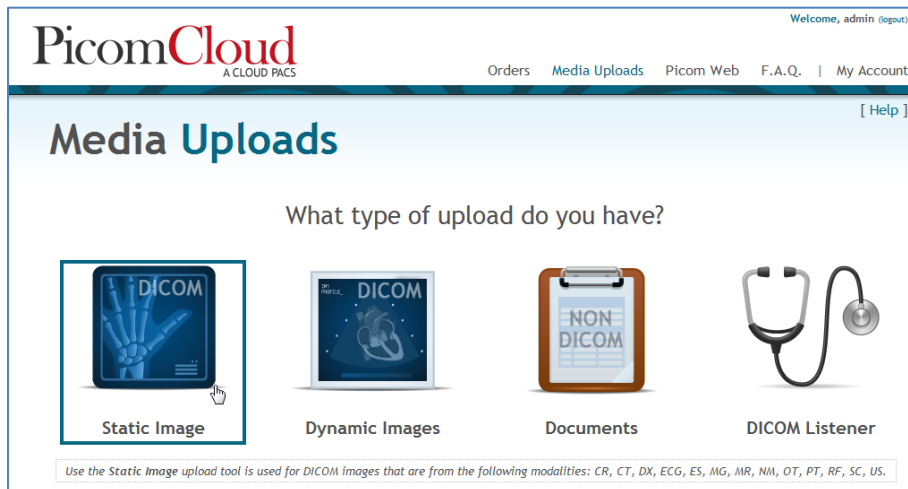 Welcome, admin (logout)
PicomCloud
A CLOUD PACS
Orders Media Uploads Picom Web F.A.Q. | My Account
[ Help ]
Media Uploads
What type of upload do you have?
DICOM
DICOM
NON
DICOM
Static Image Dynamic Images Documents DICOM Listener
Use the Static Image upload tool is used for DICOM images that are from the following modalities: CR, CT, DX, ECG, ES, MG, MR, NM, OT, PT, RF, SC, US.